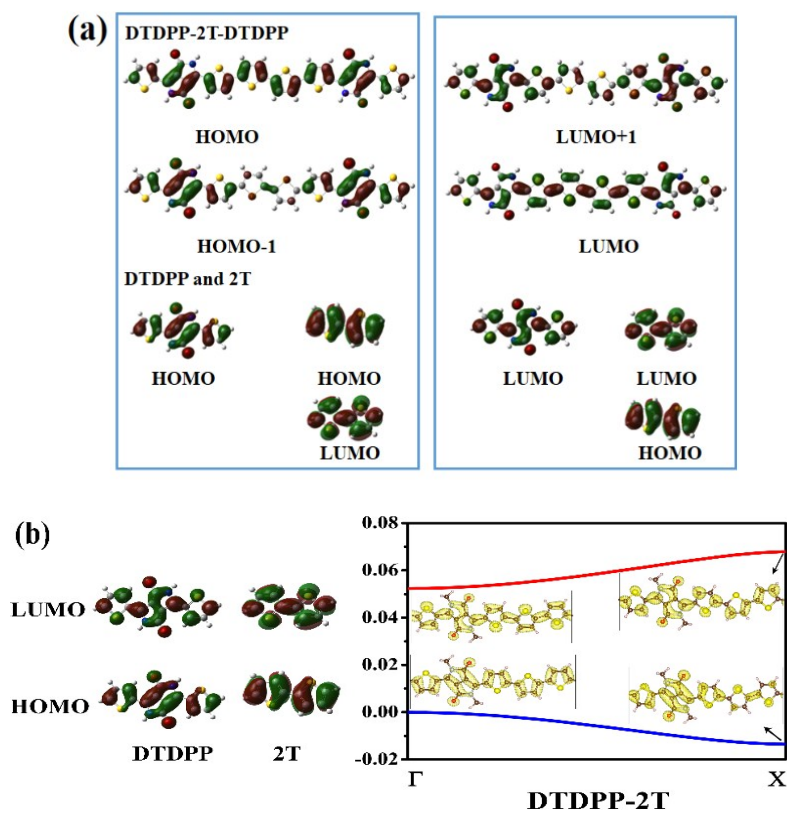 (a)
DTDPP-2T-DTDPP
HOMO
LUMO+1
HOMO-1
LUMO
DTDPP and 2T
HOMO
HOMO
LUMO
LUMO
LUMO
HOMO
(b)
LUMO
HOMO
DTDPP
2T
0.08
0.06
0.04
0.02
0.00
-0.02
Γ
X
DTDPP-2T